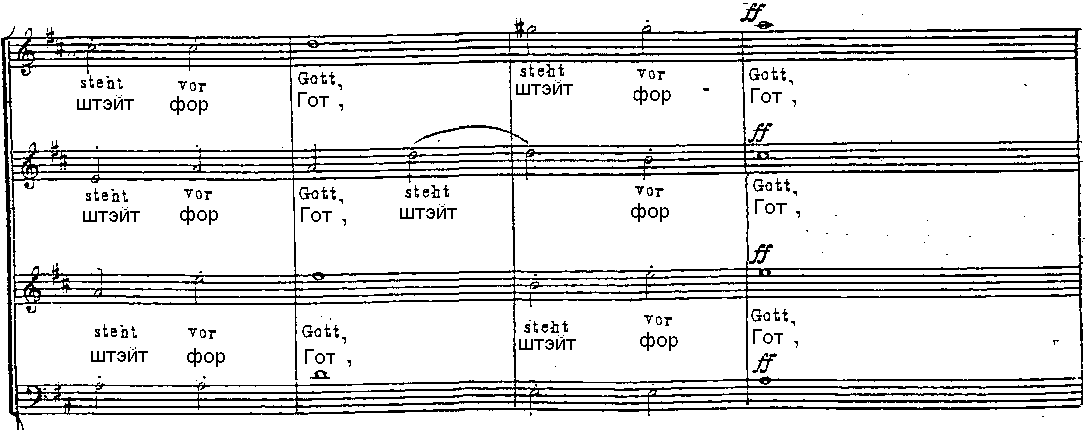 ff
steht vor Gott, steht vor Gott,
штэйт фор Гот , штэйт фор - Гот ,
ff
steht vor Gott, steht vor Gott,
штэйт фор Гот , штэйт фор Гот ,
ff
steht vor Gott, steht vor Gott,
штэйт фор Гот , штэйт фор Гот ,
ff